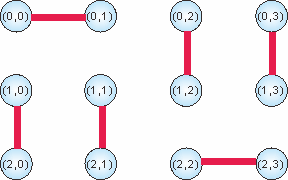 (0,0) (0,1) (0,2) (0,3)
(1,0) (1,1) (1,2) (1,3)
(2,0) (2,1) (2,2) (2,3)